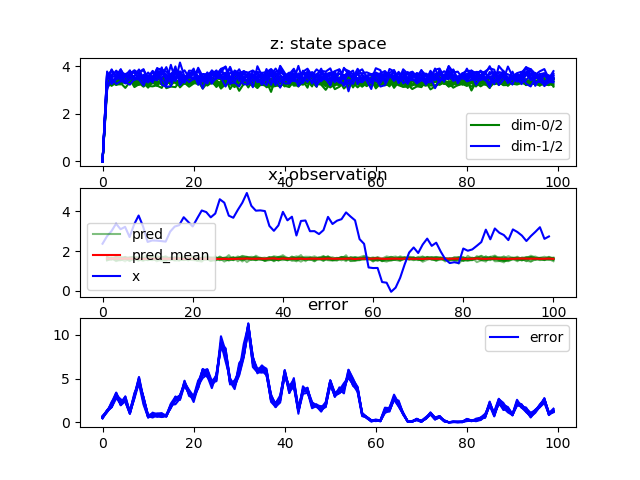 z: state space
4
2
0
dim-0/2
dim-1/2
0 20 40 60 80 100
x: observation
4
2
0
pred
pred_mean
x
0 20 40 60 80 100
error
10
5
0
error
0 20 40 60 80 100